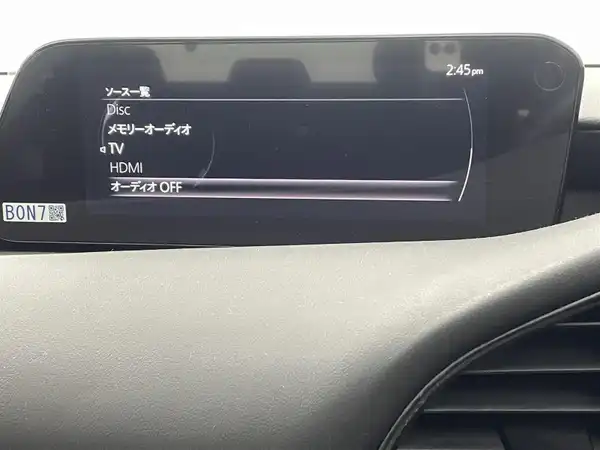 2:45pm
ソース一覧
Disc
メモリーオーディオ
TV
HDMI
オーディオ OFF
BON7